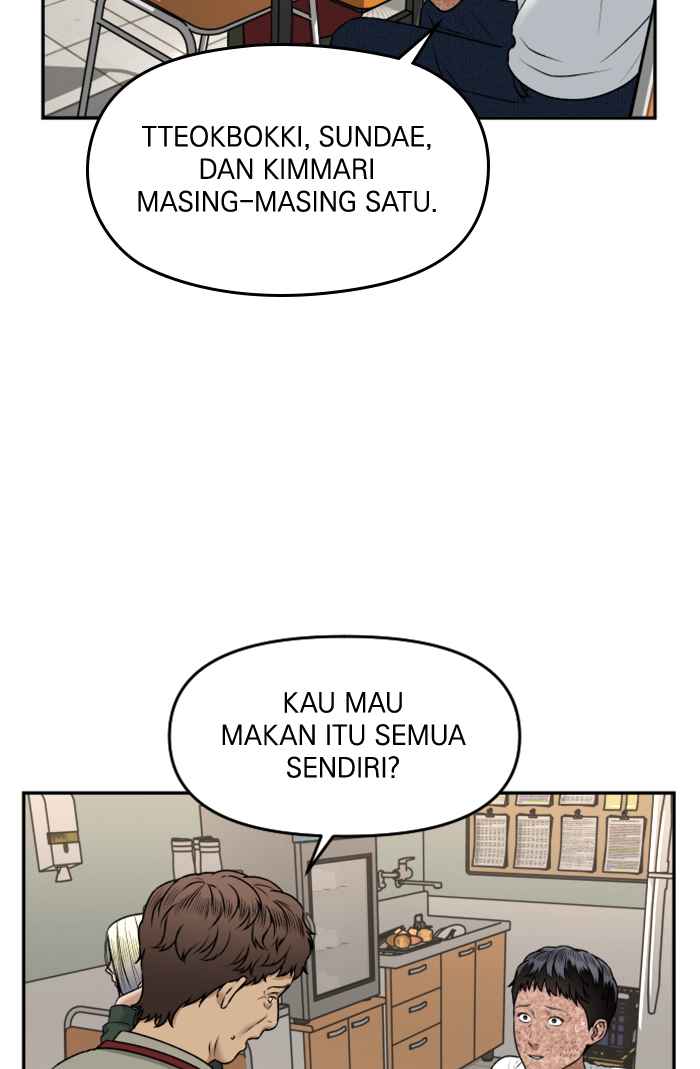 TTEOKBOKKI, SUNDAE,
DAN KIMMARI
MASING-MASING SATU.
KAU MAU
MAKAN ITU SEMUA
SENDIRI?